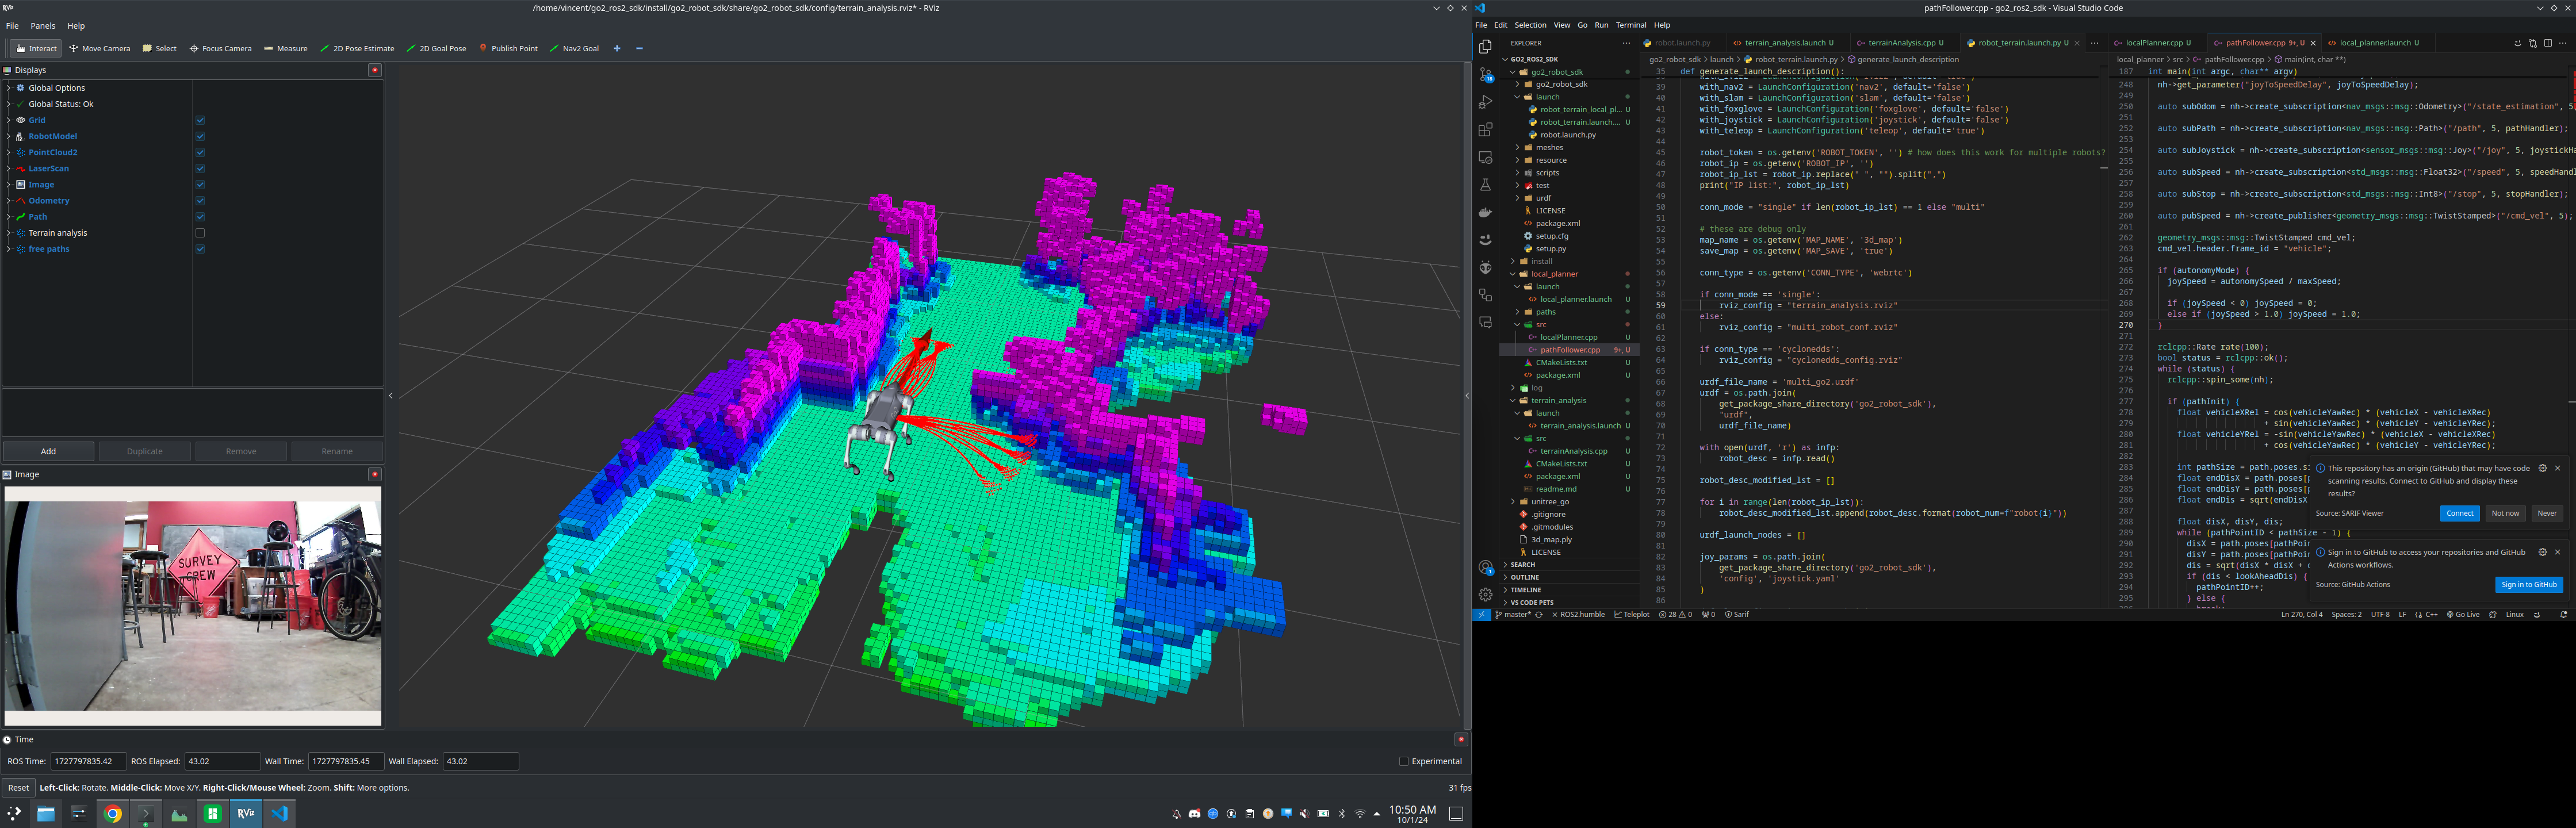 /home/vincent/go2_ros2_sdk/install/go2_robot_sdk/share/go2_robot_sdk/config/terrain_analysis.rviz* - RViz
File Panels Help
Interact Move Camera Select Focus Camera Measure 2D Pose Estimate 2D Goal Pose Publish Point Nav2 Goal
Displays
Global Options
Global Status: Ok
Grid
RobotModel
PointCloud2
LaserScan
Image
Odometry
Path
Terrain analysis
free paths
Add Duplicate Remove Rename
Image
SURVEY
CREW
Time
ROS Time: 1727797835.42 ROS Elapsed: 43.02 Wall Time: 1727797835.45 Wall Elapsed: 43.02 Experimental
Reset Left-Click: Rotate. Middle-Click: Move X/Y. Right-Click/Mouse Wheel: Zoom. Shift: More options. 31 fps
RViz
10:50 AM
10/1/24
pathFollower.cpp - go2_ros2_sdk - Visual Studio Code
File Edit Selection View Go Run Terminal Help
EXPLORER
GO2_ROS2_SDK
go2_robot_sdk
go2_robot_sdk
launch
robot_terrain_local_pl... U
robot_terrain.launch.... U
robot.launch.py
meshes
resource
scripts
test
urdf
LICENSE
package.xml
setup.cfg
setup.py
install
local_planner
launch
local_planner.launch U
paths
src
localPlanner.cpp U
pathFollower.cpp 9+, U
CMakeLists.txt U
package.xml U
log
terrain_analysis
launch
terrain_analysis.launch U
src
terrainAnalysis.cpp U
CMakeLists.txt U
package.xml U
readme.md U
unitree_go
.gitignore
.gitmodules
3d_map.ply
LICENSE
SEARCH
OUTLINE
TIMELINE
VS CODE PETS
robot.launch.py terrain_analysis.launch U terrainAnalysis.cpp U robot_terrain.launch.py U
go2_robot_sdk > launch > robot_terrain.launch.py > generate_launch_description
35 def generate_launch_description():
39 with_nav2 = LaunchConfiguration('nav2', default='false')
40 with_slam = LaunchConfiguration('slam', default='false')
41 with_foxglove = LaunchConfiguration('foxglove', default='false')
42 with_joystick = LaunchConfiguration('joystick', default='false')
43 with_teleop = LaunchConfiguration('teleop', default='true')
44
45 robot_token = os.getenv('ROBOT_TOKEN', '') # how does this work for multiple robots?
46 robot_ip = os.getenv('ROBOT_IP', '')
47 robot_ip_lst = robot_ip.replace(" ", "").split(",")
48 print("IP list:", robot_ip_lst)
49
50 conn_mode = "single" if len(robot_ip_lst) == 1 else "multi"
51
52 # these are debug only
53 map_name = os.getenv('MAP_NAME', '3d_map')
54 save_map = os.getenv('MAP_SAVE', 'true')
55
56 conn_type = os.getenv('CONN_TYPE', 'webrtc')
57
58 if conn_mode == 'single':
59 rviz_config = "terrain_analysis.rviz"
60 else:
61 rviz_config = "multi_robot_conf.rviz"
62
63 if conn_type == 'cyclonedds':
64 rviz_config = "cyclonedds_config.rviz"
65
66 urdf_file_name = 'multi_go2.urdf'
67 urdf = os.path.join(
68 get_package_share_directory('go2_robot_sdk'),
69 "urdf",
70 urdf_file_name)
71
72 with open(urdf, 'r') as infp:
73 robot_desc = infp.read()
74
75 robot_desc_modified_lst = []
76
77 for i in range(len(robot_ip_lst)):
78 robot_desc_modified_lst.append(robot_desc.format(robot_num=f"robot{i}"))
79
80 urdf_launch_nodes = []
81
82 joy_params = os.path.join(
83 get_package_share_directory('go2_robot_sdk'),
84 'config', 'joystick.yaml'
85 )
86
localPlanner.cpp U pathFollower.cpp 9+, U local_planner.launch U
local_planner > src > pathFollower.cpp > main(int, char **)
187 int main(int argc, char** argv)
248 nh->get_parameter("joyToSpeedDelay", joyToSpeedDelay);
249
250 auto subOdom = nh->create_subscription<nav_msgs::msg::Odometry>("/state_estimation", 5
251
252 auto subPath = nh->create_subscription<nav_msgs::msg::Path>("/path", 5, pathHandler);
253
254 auto subJoystick = nh->create_subscription<sensor_msgs::msg::Joy>("/joy", 5, joystickHa
255
256 auto subSpeed = nh->create_subscription<std_msgs::msg::Float32>("/speed", 5, speedHandl
257
258 auto subStop = nh->create_subscription<std_msgs::msg::Int8>("/stop", 5, stopHandler);
259
260 auto pubSpeed = nh->create_publisher<geometry_msgs::msg::TwistStamped>("/cmd_vel", 5);
261
262 geometry_msgs::msg::TwistStamped cmd_vel;
263 cmd_vel.header.frame_id = "vehicle";
264
265 if (autonomyMode) {
266 joySpeed = autonomySpeed / maxSpeed;
267
268 if (joySpeed < 0) joySpeed = 0;
269 else if (joySpeed > 1.0) joySpeed = 1.0;
270 }
271
272 rclcpp::Rate rate(100);
273 bool status = rclcpp::ok();
274 while (status) {
275 rclcpp::spin_some(nh);
276
277 if (pathInit) {
278 float vehicleXRel = cos(vehicleYawRec) * (vehicleX - vehicleXRec)
279 + sin(vehicleYawRec) * (vehicleY - vehicleYRec);
280 float vehicleYRel = -sin(vehicleYawRec) * (vehicleX - vehicleXRec)
281 + cos(vehicleYawRec) * (vehicleY - vehicleYRec);
282
283 int pathSize = path.poses.si
284 float endDisX = path.poses[p
285 float endDisY = path.poses[p
286 float endDis = sqrt(endDisX
287
288 float disX, disY, dis;
289 while (pathPointID < pathSize - 1) {
290 disX = path.poses[pathPoin
291 disY = path.poses[pathPoin
292 dis = sqrt(disX * disX + d
293 if (dis < lookAheadDis) {
294 pathPointID++;
295 } else {
This repository has an origin (GitHub) that may have code
scanning results. Connect to GitHub and display these
results?
Source: SARIF Viewer Connect Not now Never
Sign in to GitHub to access your repositories and GitHub
Actions workflows.
Source: GitHub Actions Sign in to GitHub
master* ROS2.humble Teleplot 28 0 0 Sarif Ln 270, Col 4 Spaces: 2 UTF-8 LF C++ Go Live Linux